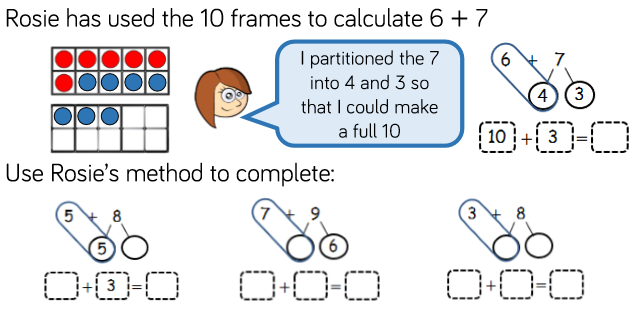 Rosie has used the 10 frames to calculate 6 + 7
I partitioned the 7
into 4 and 3 so
that I could make
a full 10
6 + 7
4 3
10 + 3 =
Use Rosie's method to complete:
5 + 8
5
+ 3 =
7 + 9
6
+ =
3 + 8
+ =